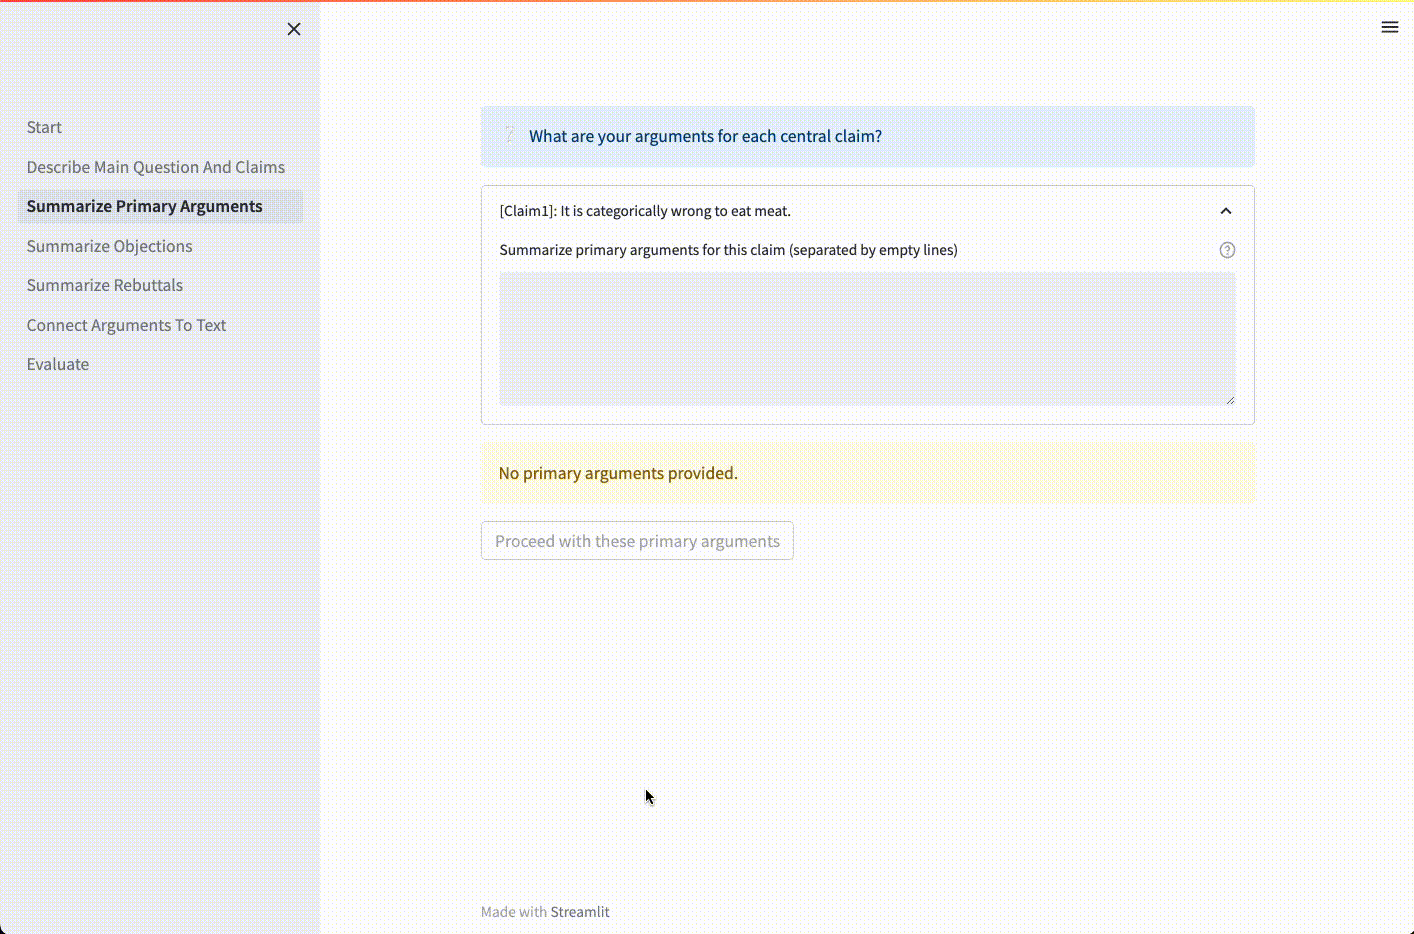 Start
Describe Main Question And Claims
Summarize Primary Arguments
Summarize Objections
Summarize Rebuttals
Connect Arguments To Text
Evaluate
❔ What are your arguments for each central claim?
[Claim1]: It is categorically wrong to eat meat.
Summarize primary arguments for this claim (separated by empty lines)
No primary arguments provided.
Proceed with these primary arguments
Made with Streamlit